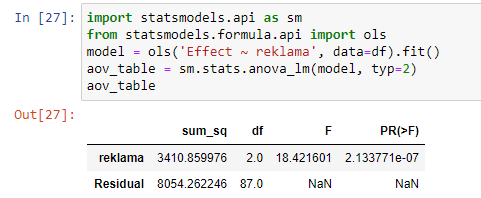 In [27]: import statsmodels.api as sm
from statsmodels.formula.api import ols
model = ols('Effect ~ reklama', data=df).fit()
aov_table = sm.stats.anova_lm(model, typ=2)
aov_table
Out[27]:
sum_sq df F PR(>F)
reklama 3410.859976 2.0 18.421601 2.133771e-07
Residual 8054.262246 87.0 NaN NaN